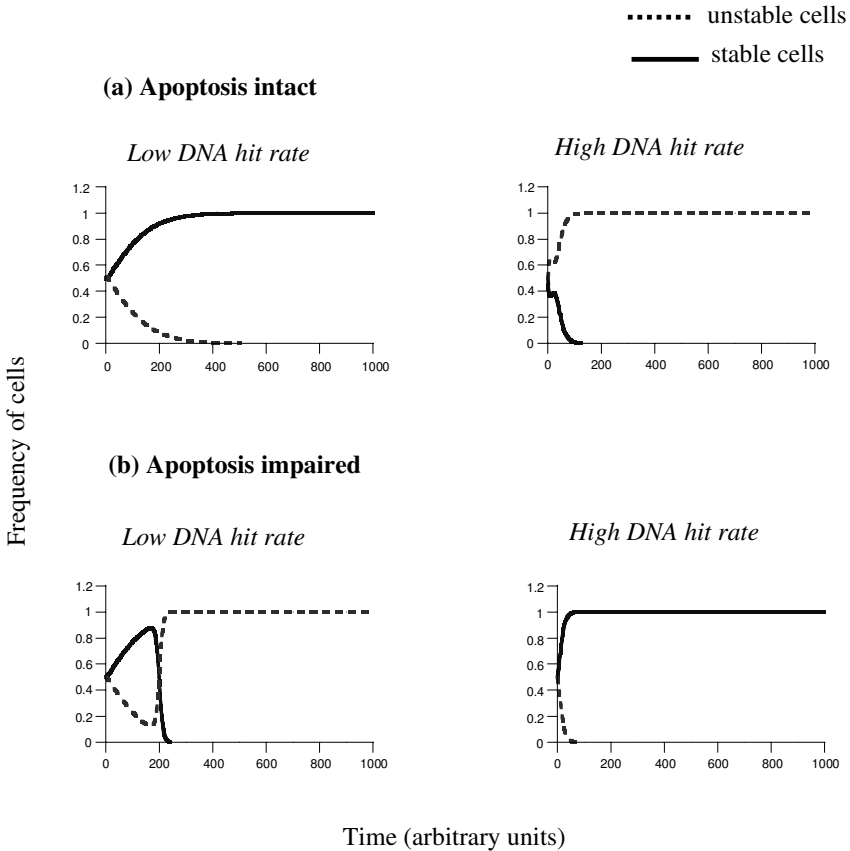 unstable cells
stable cells
(a) Apoptosis intact
Low DNA hit rate
High DNA hit rate
1.2
1
0.8
0.6
0.4
0.2
0
0 200 400 600 800 1000
1.2
1
0.8
0.6
0.4
0.2
0
0 200 400 600 800 1000
Frequency of cells
(b) Apoptosis impaired
Low DNA hit rate
High DNA hit rate
1.2
1
0.8
0.6
0.4
0.2
0
0 200 400 600 800 1000
1.2
1
0.8
0.6
0.4
0.2
0
0 200 400 600 800 1000
Time (arbitrary units)